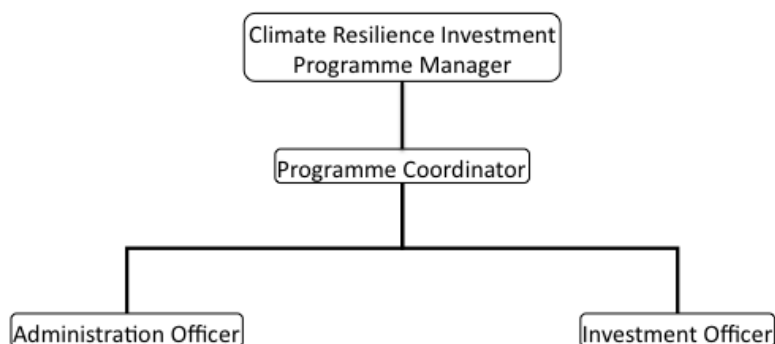 Climate Resilience Investment
Programme Manager
Programme Coordinator
Administration Officer
Investment Officer